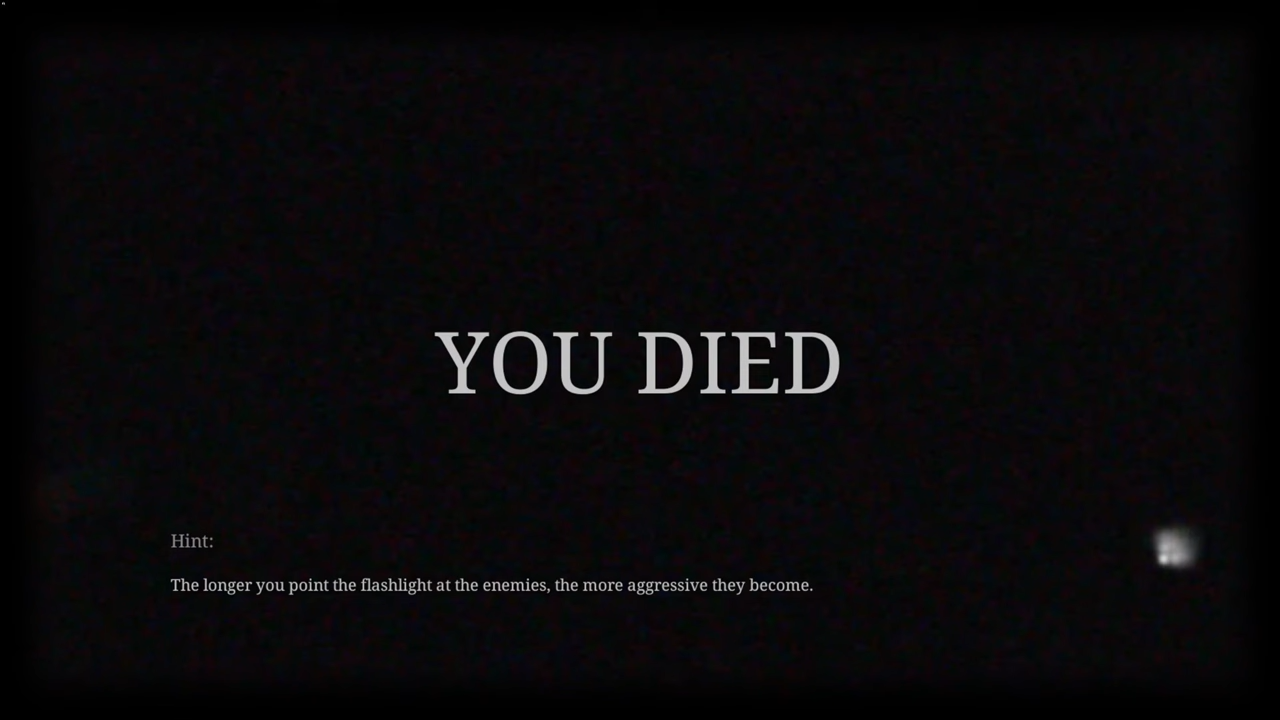 YOU DIED
Hint:
The longer you point the flashlight at the enemies, the more aggressive they become.